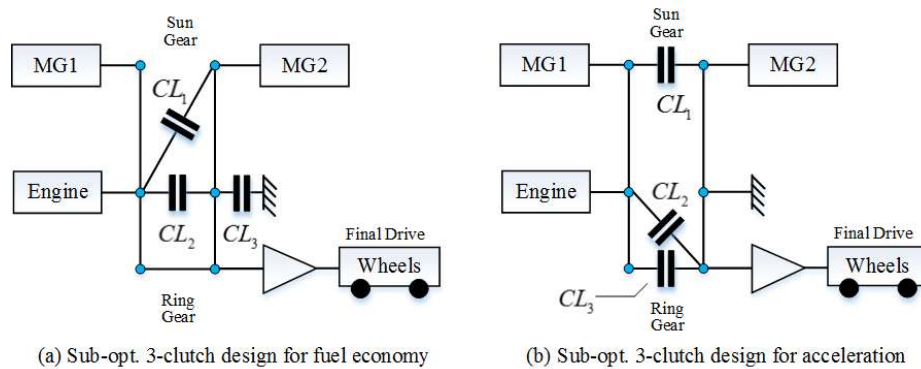 Sun
Gear
MG1
MG2
CL1
Engine
CL2
CL3
Final Drive
Wheels
Ring
Gear
(a) Sub-opt. 3-clutch design for fuel economy
Sun
Gear
MG1
MG2
CL1
Engine
CL2
Final Drive
Wheels
CL3
Ring
Gear
(b) Sub-opt. 3-clutch design for acceleration